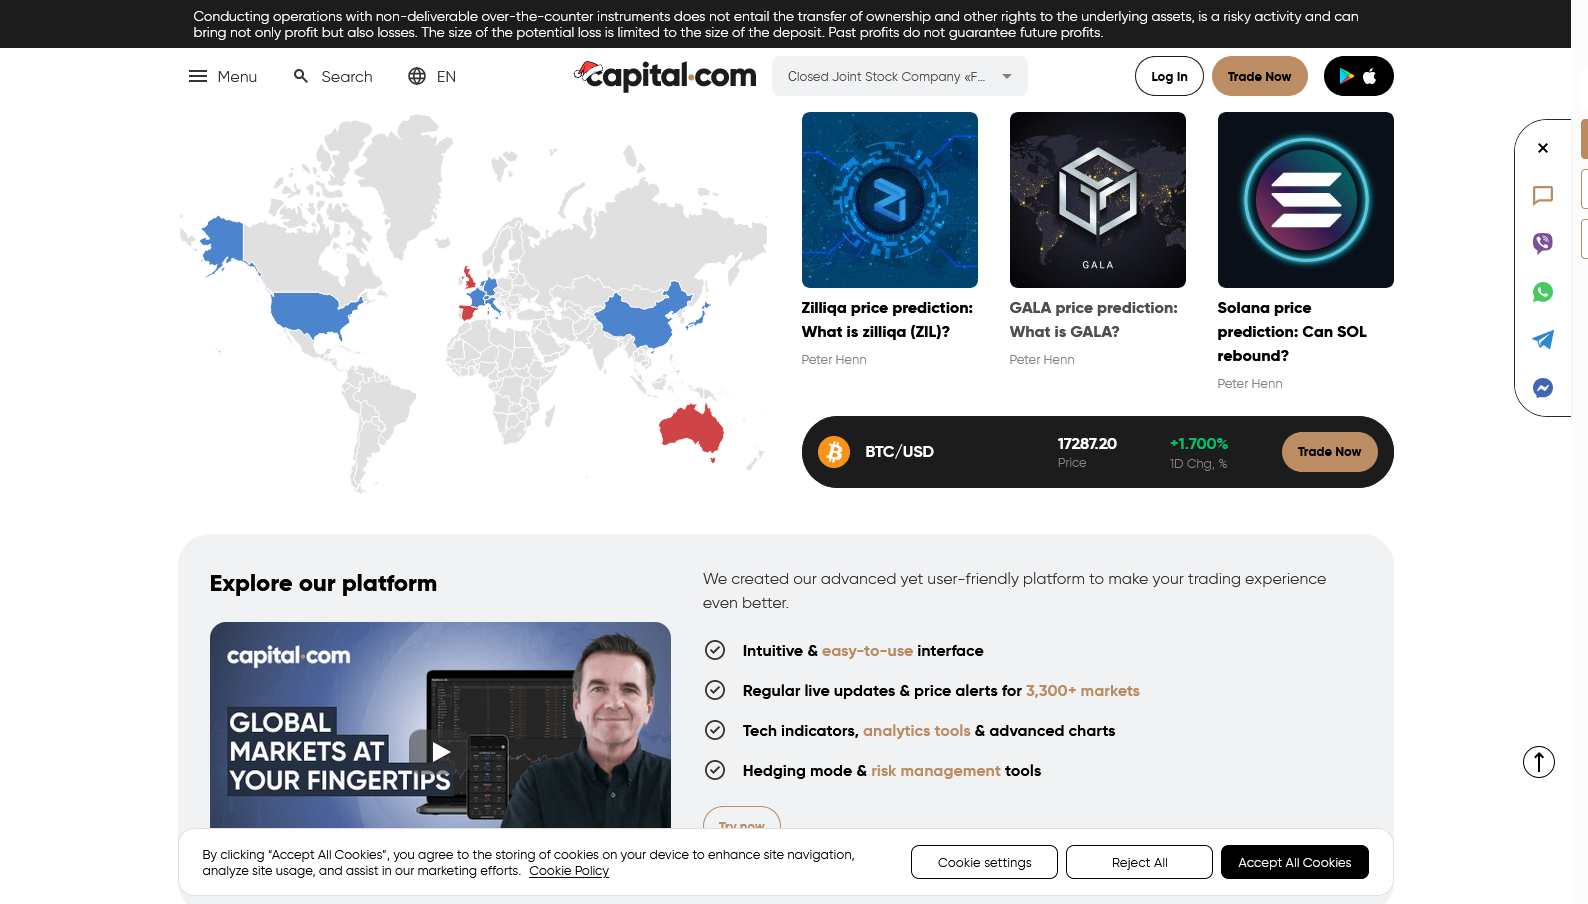 Conducting operations with non-deliverable over-the-counter instruments does not entail the transfer of ownership and other rights to the underlying assets, is a risky activity and can
bring not only profit but also losses. The size of the potential loss is limited to the size of the deposit. Past profits do not guarantee future profits.
Menu
Search
EN
capital.com
Closed Joint Stock Company «F...
Log In
Trade Now
GALA
Zilliqa price prediction:
What is zilliqa (ZIL)?
Peter Henn
GALA price prediction:
What is GALA?
Peter Henn
Solana price
prediction: Can SOL
rebound?
Peter Henn
BTC/USD
17287.20
Price
+1.700%
1D Chg, %
Trade Now
Explore our platform
capital.com
GLOBAL
MARKETS AT
YOUR FINGERTIPS
We created our advanced yet user-friendly platform to make your trading experience
even better.
Intuitive & easy-to-use interface
Regular live updates & price alerts for 3,300+ markets
Tech indicators, analytics tools & advanced charts
Hedging mode & risk management tools
Try now
By clicking “Accept All Cookies”, you agree to the storing of cookies on your device to enhance site navigation,
analyze site usage, and assist in our marketing efforts. Cookie Policy
Cookie settings
Reject All
Accept All Cookies